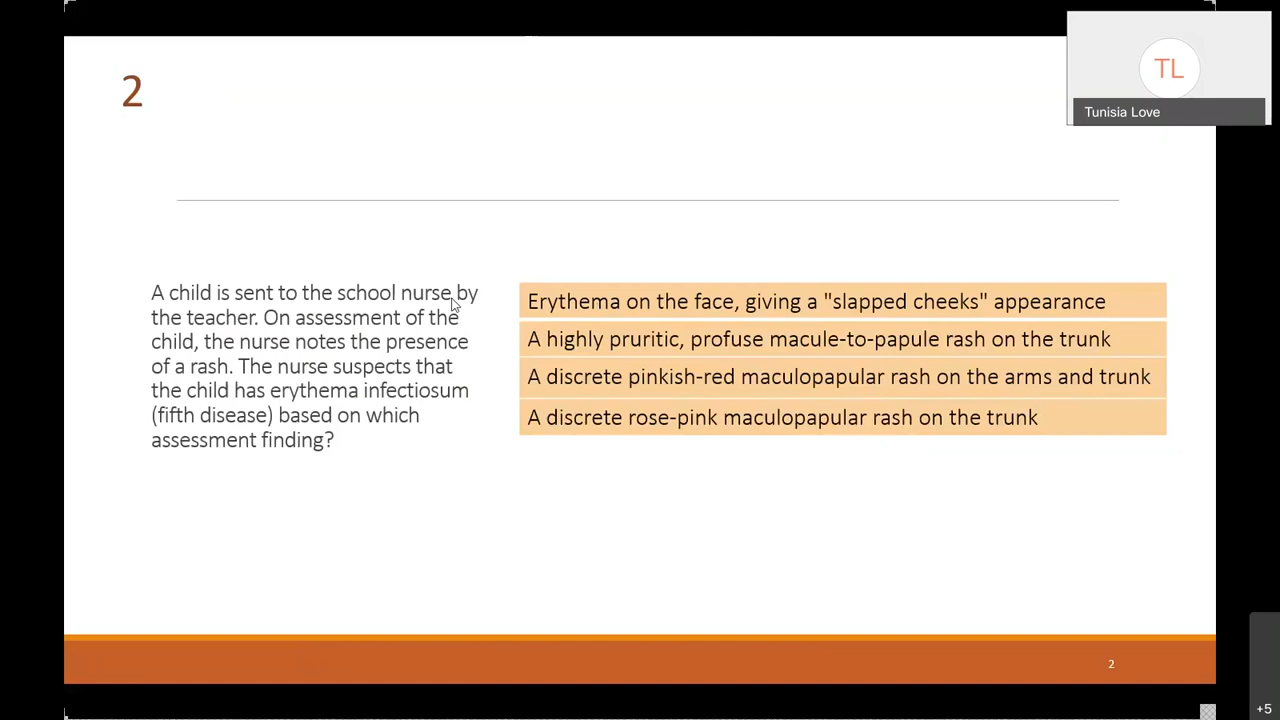 2
TL
Tunisia Love
A child is sent to the school nurse by
the teacher. On assessment of the
child, the nurse notes the presence
of a rash. The nurse suspects that
the child has erythema infectiosum
(fifth disease) based on which
assessment finding?
Erythema on the face, giving a "slapped cheeks" appearance
A highly pruritic, profuse macule-to-papule rash on the trunk
A discrete pinkish-red maculopapular rash on the arms and trunk
A discrete rose-pink maculopapular rash on the trunk
2
+5